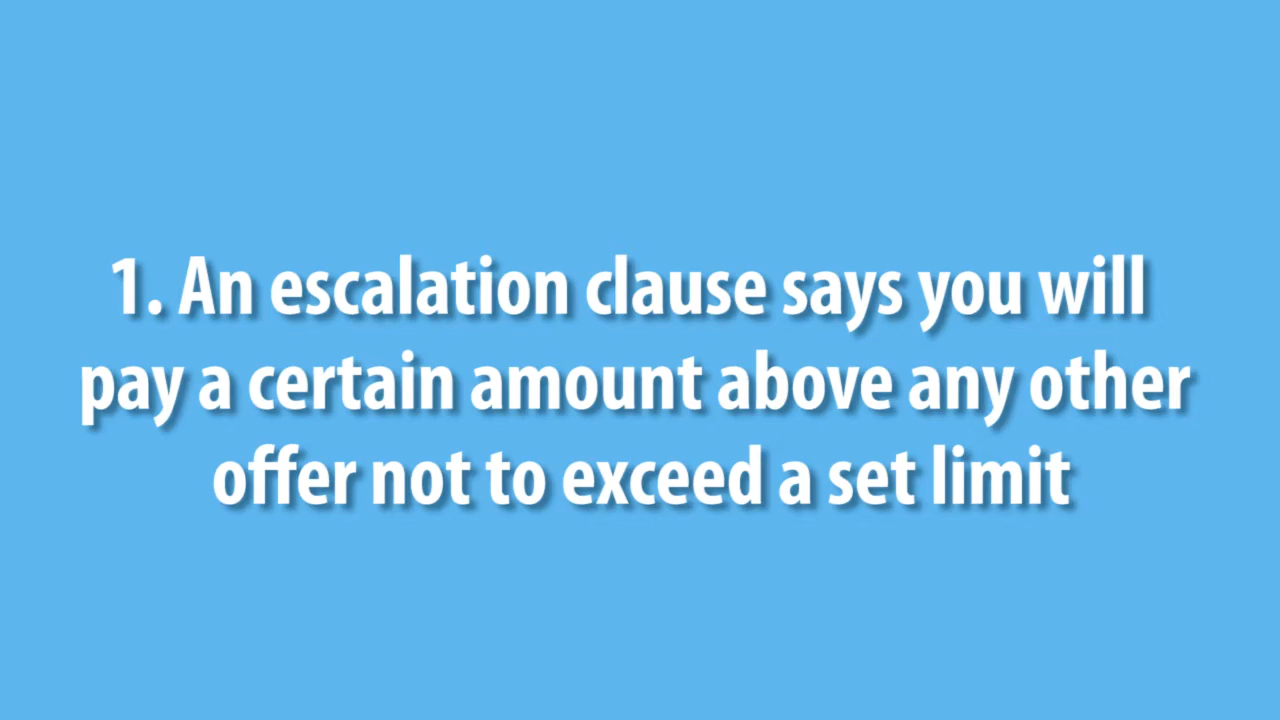 1. An escalation clause says you will
pay a certain amount above any other
offer not to exceed a set limit